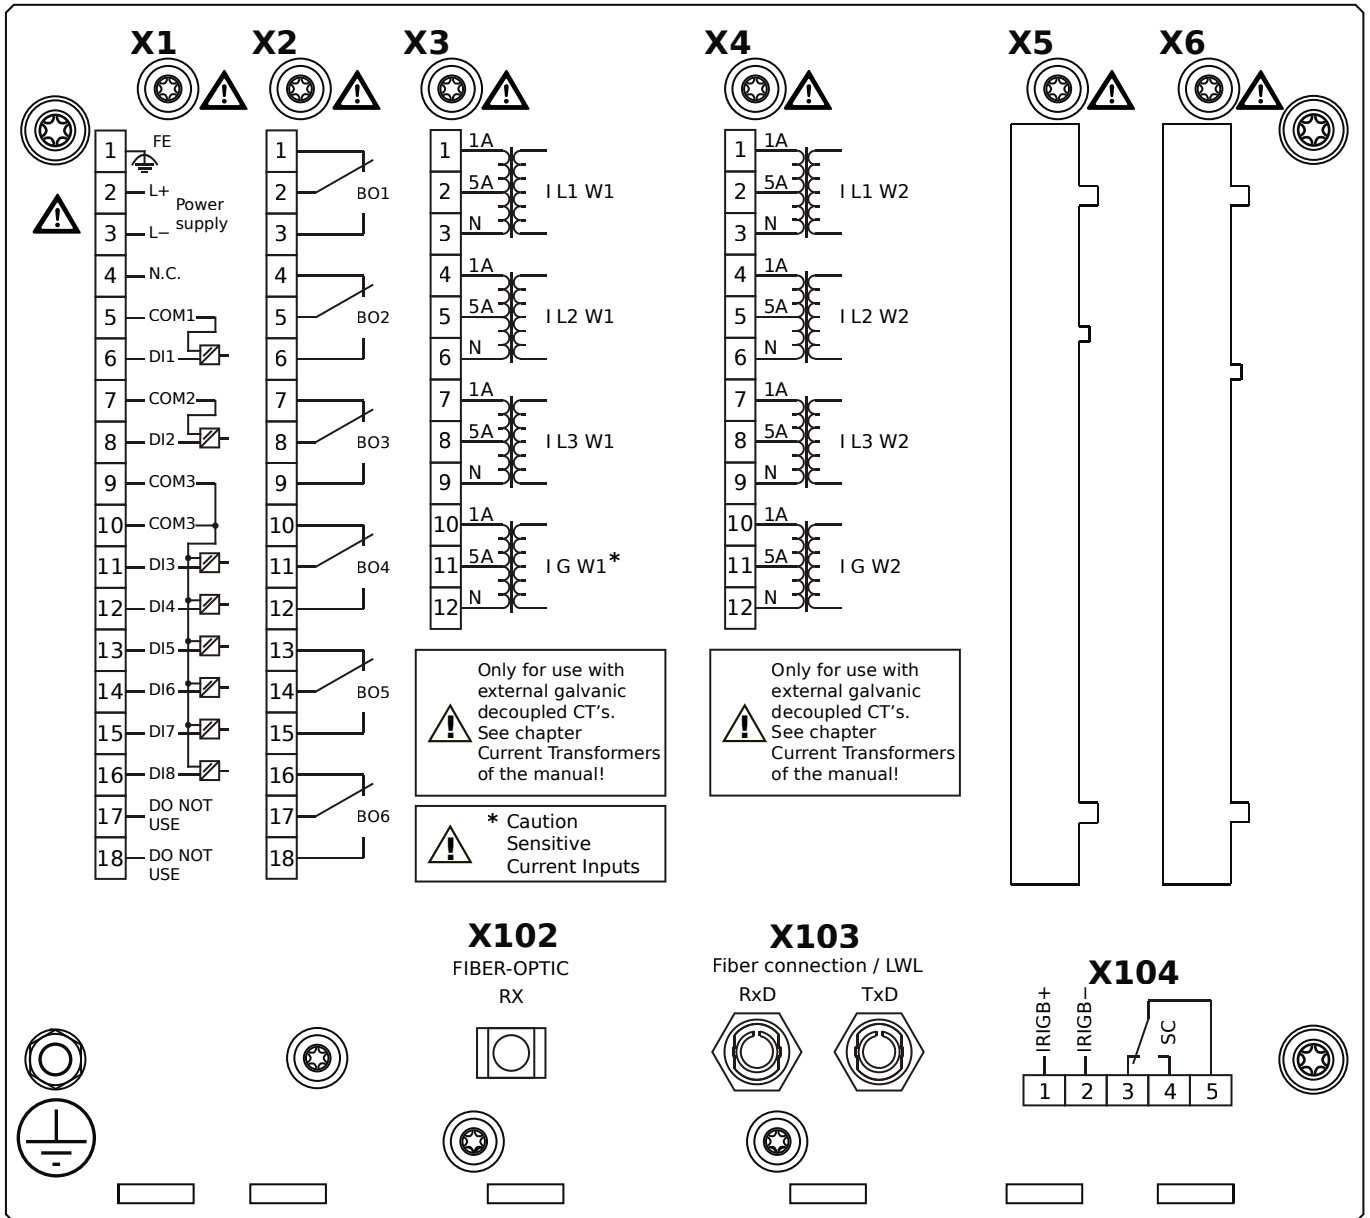 X1
X2
X3
X4
X5
X6
1 FE
2 L+
Power
supply
3 L−
4 N.C.
5 COM1
6 DI1
7 COM2
8 DI2
9 COM3
10 COM3
11 DI3
12 DI4
13 DI5
14 DI6
15 DI7
16 DI8
17 DO NOT
USE
18 DO NOT
USE
1
2 BO1
3
4
5 BO2
6
7
8 BO3
9
10
11 BO4
12
13
14 BO5
15
16
17 BO6
18
1 1A
2 5A I L1 W1
3 N
4 1A
5 5A I L2 W1
6 N
7 1A
8 5A I L3 W1
9 N
10 1A
11 5A I G W1*
12 N
Only for use with
external galvanic
decoupled CT's.
See chapter
Current Transformers
of the manual!
* Caution
Sensitive
Current Inputs
1 1A
2 5A I L1 W2
3 N
4 1A
5 5A I L2 W2
6 N
7 1A
8 5A I L3 W2
9 N
10 1A
11 5A I G W2
12 N
Only for use with
external galvanic
decoupled CT's.
See chapter
Current Transformers
of the manual!
X102
FIBER-OPTIC
RX
X103
Fiber connection / LWL
RxD TxD
X104
IRIGB+
IRIGB−
SC
1 2 3 4 5